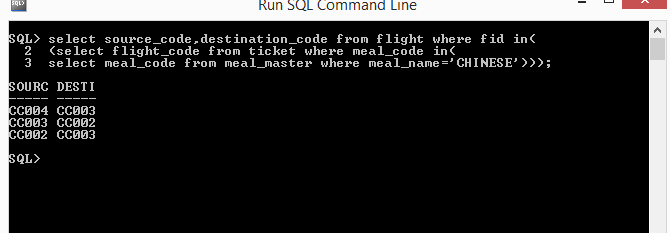 Run SQL Command Line
SQL> select source_code,destination_code from flight where fid in(
2 (select flight_code from ticket where meal_code in(
3 select meal_code from meal_master where meal_name='CHINESE')));
SOURC DESTI
----- -----
CC004 CC003
CC003 CC002
CC002 CC003
SQL>